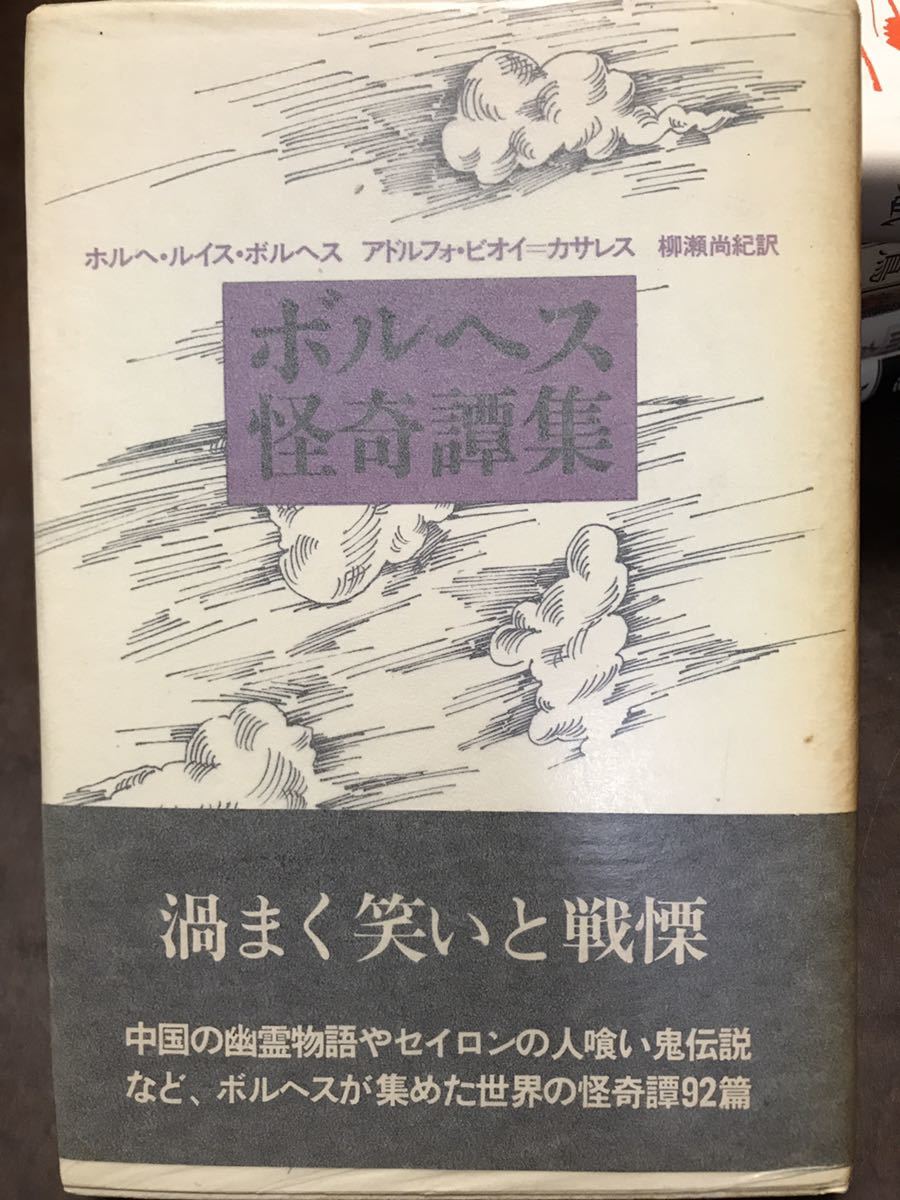 ホルヘ・ルイス・ボルヘス アドルフォ・ビオイ=カサレス 柳瀬尚紀訳
ボルヘス
怪奇譚集
渦まく笑いと戦慄
中国の幽霊物語やセイロンの人喰い鬼伝説
など、ボルヘスが集めた世界の怪奇譚92篇